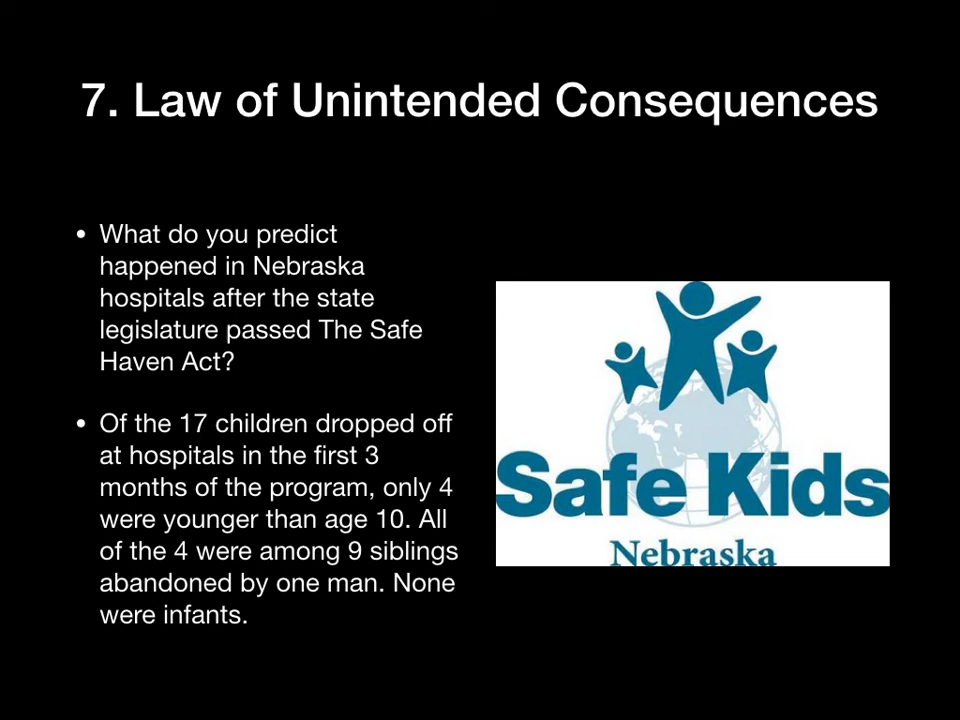 7. Law of Unintended Consequences
• What do you predict
happened in Nebraska
hospitals after the state
legislature passed The Safe
Haven Act?
• Of the 17 children dropped off
at hospitals in the first 3
months of the program, only 4
were younger than age 10. All
of the 4 were among 9 siblings
abandoned by one man. None
were infants.
Safe Kids
Nebraska